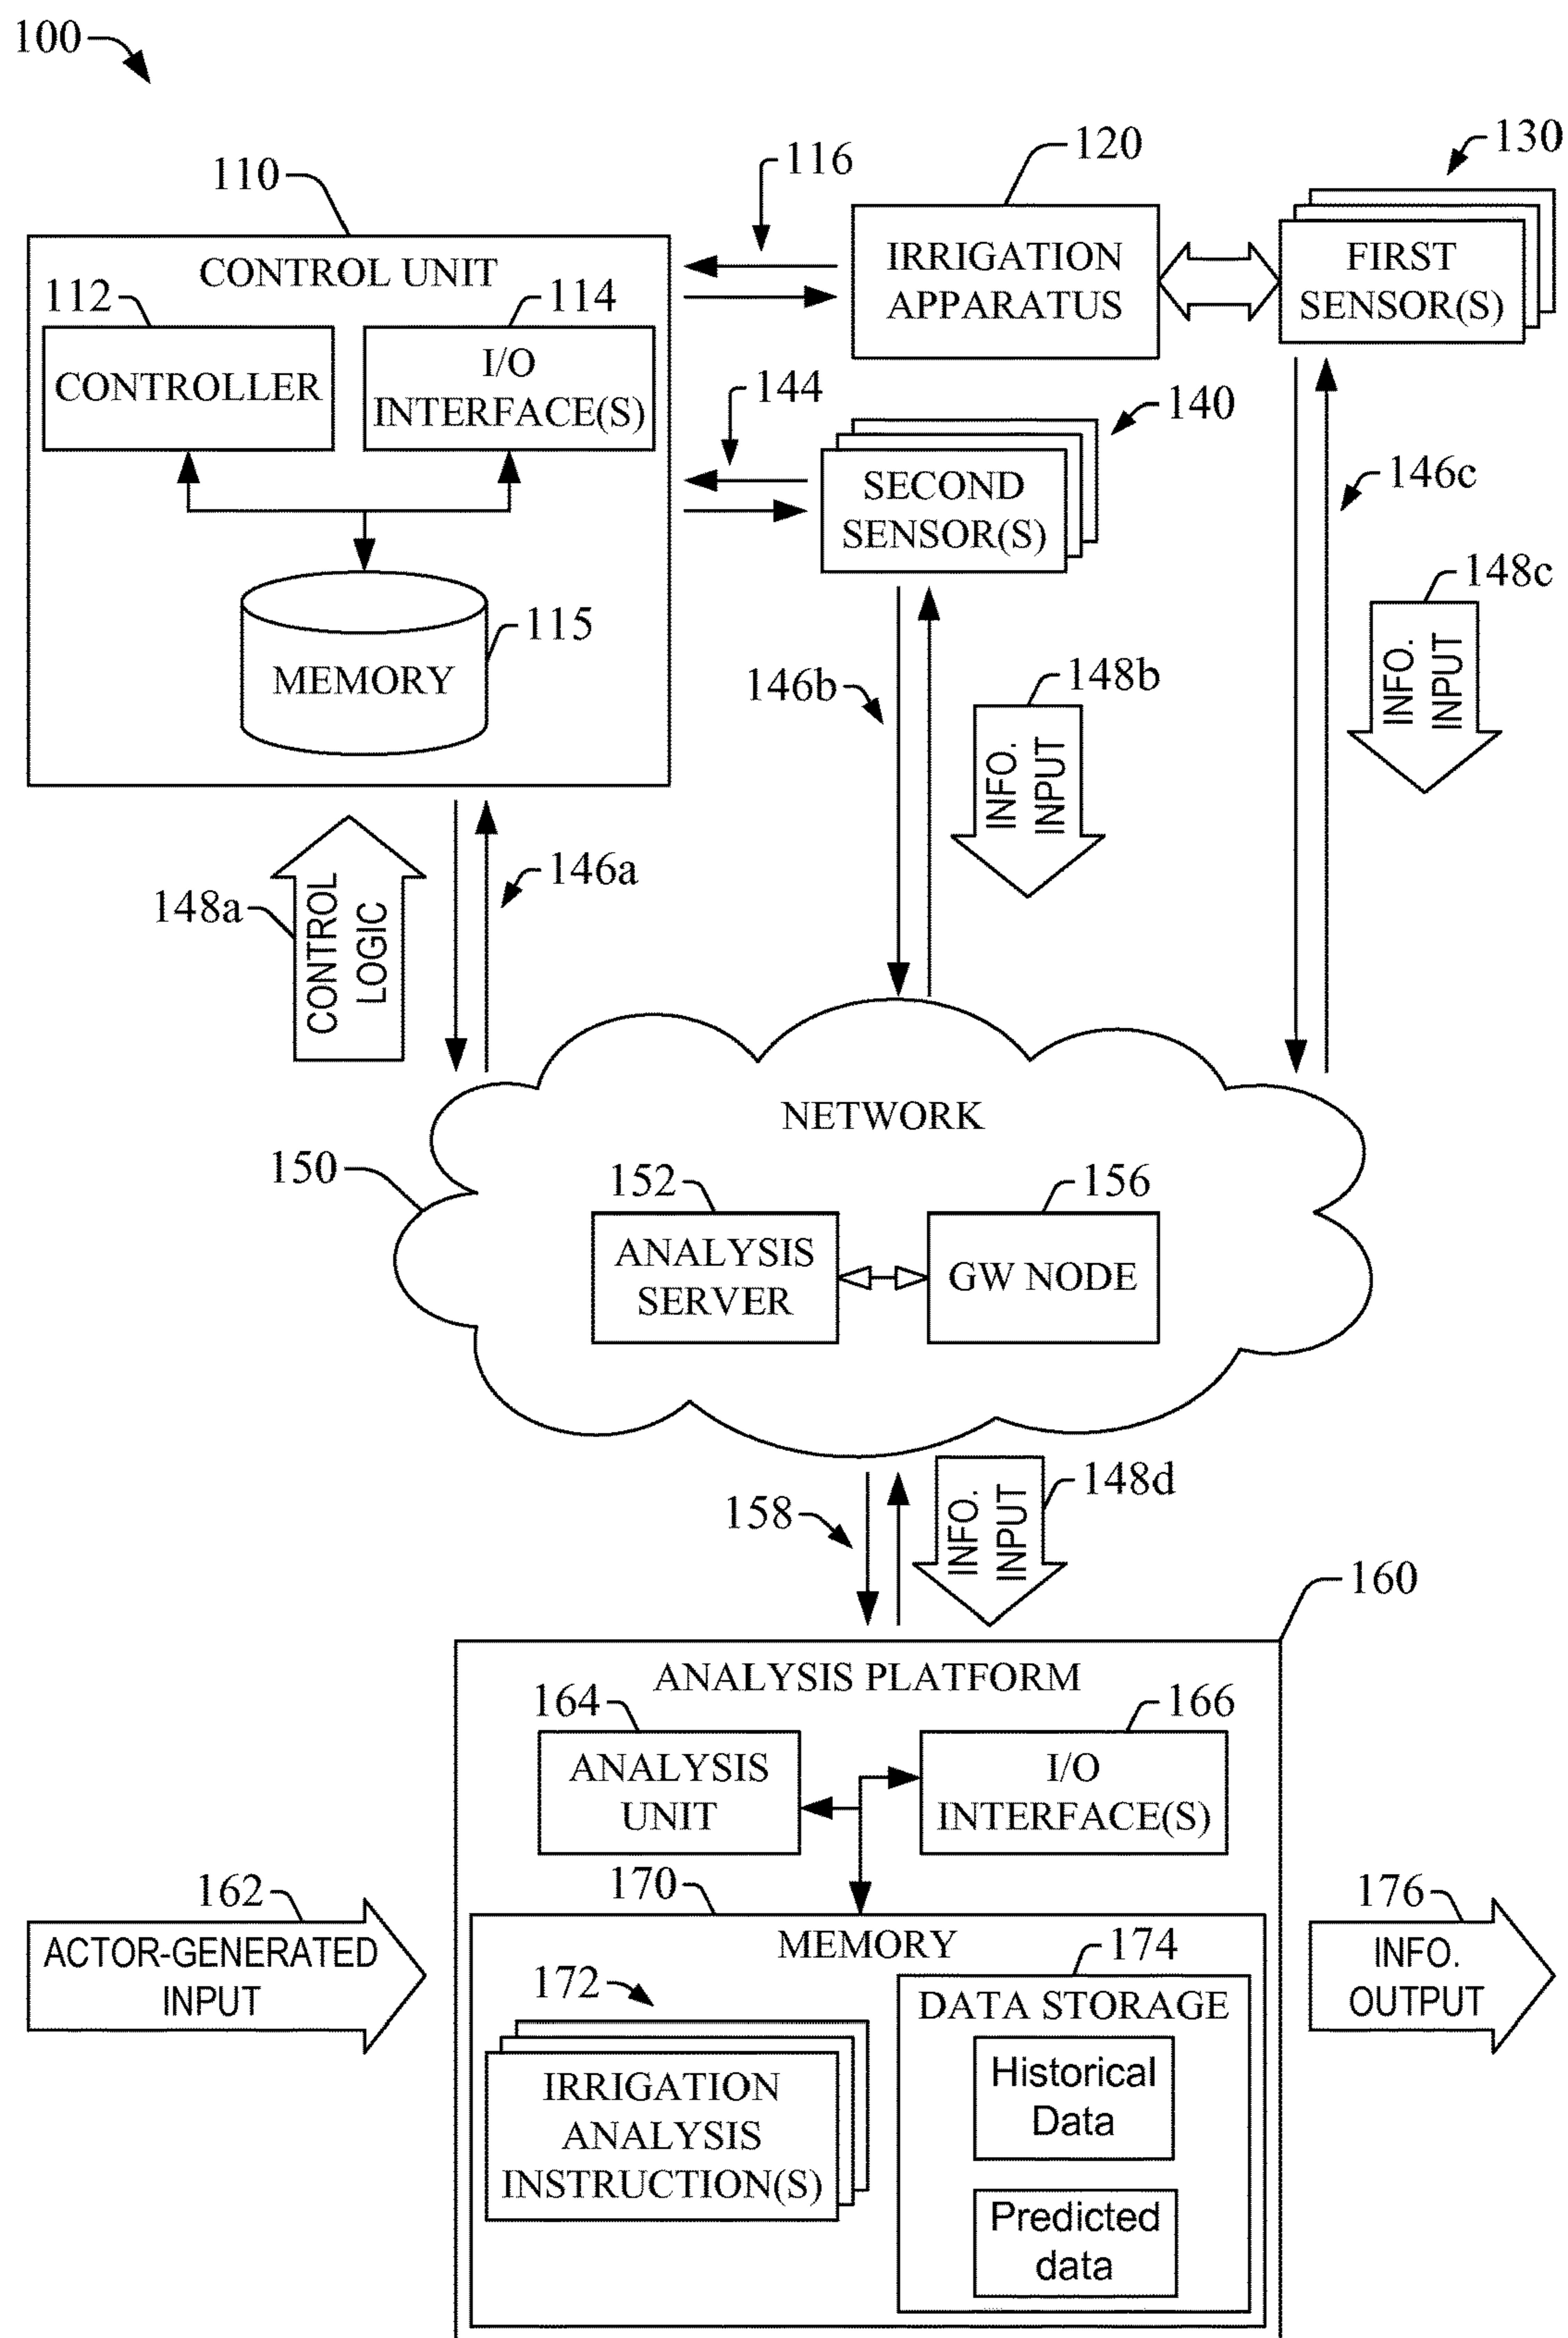 100
110
116
120
130
CONTROL UNIT
112
114
CONTROLLER
I/O
INTERFACE(S)
IRRIGATION
APPARATUS
FIRST
SENSOR(S)
144
140
SECOND
SENSOR(S)
146c
115
MEMORY
148c
INFO.
INPUT
146b
148b
INFO.
INPUT
148a
CONTROL
LOGIC
146a
NETWORK
150
152
156
ANALYSIS
SERVER
GW NODE
158
148d
INFO.
INPUT
160
ANALYSIS PLATFORM
164
166
ANALYSIS
UNIT
I/O
INTERFACE(S)
162
ACTOR-GENERATED
INPUT
170
MEMORY
172
IRRIGATION
ANALYSIS
INSTRUCTION(S)
174
DATA STORAGE
Historical
Data
Predicted
data
176
INFO.
OUTPUT